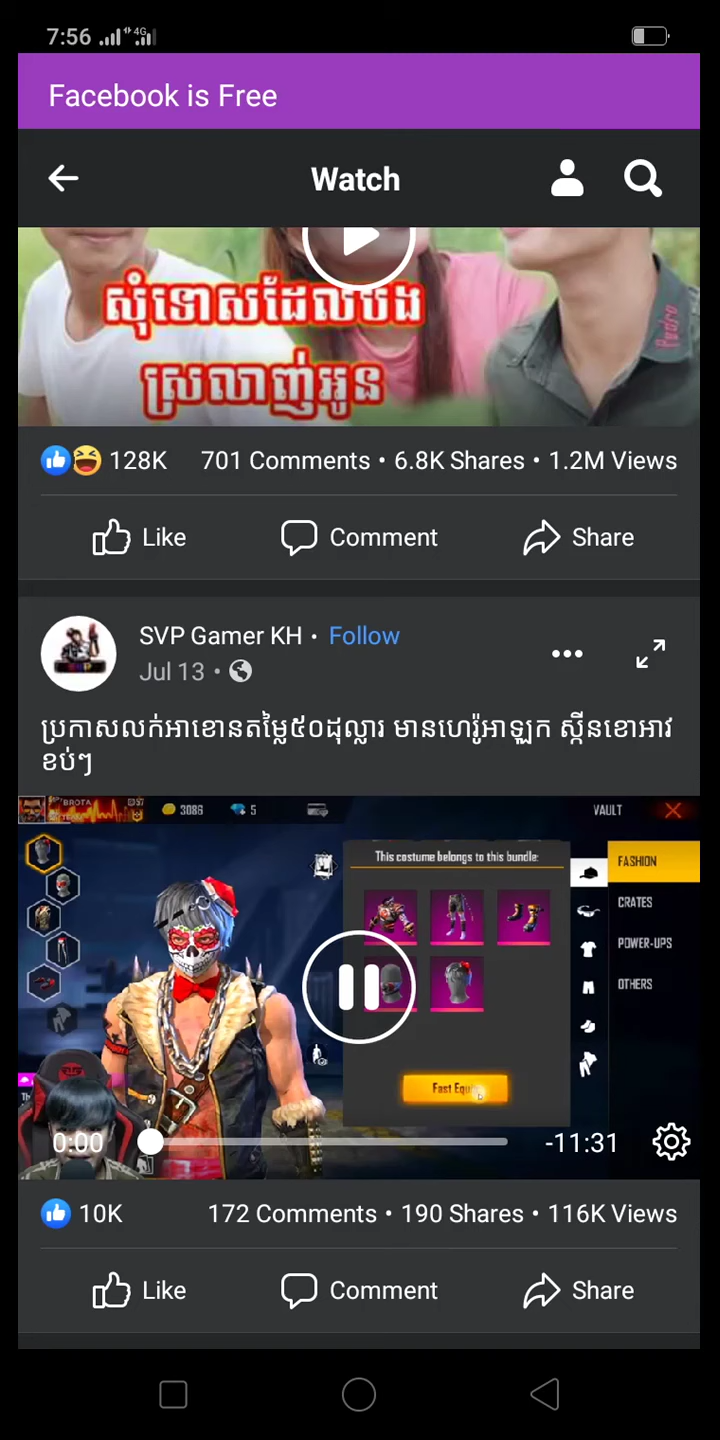 7:56
4G
Facebook is Free
Watch
សុំទោសដែលបង
ស្រលាញ់អូន
128K 701 Comments • 6.8K Shares • 1.2M Views
Like Comment Share
SVP Gamer KH • Follow
Jul 13 •
ប្រកាសលក់អាខោនតម្លៃ៥០ដុល្លារ មានហេរ៉ូអាឡុក ស្គីនខោអាវ
ខប់ៗ
BROTA 3086 5 VAULT
This costume belongs to this bundle:
FASHION
CRATES
POWER-UPS
OTHERS
0:00 -11:31
10K 172 Comments • 190 Shares • 116K Views
Like Comment Share